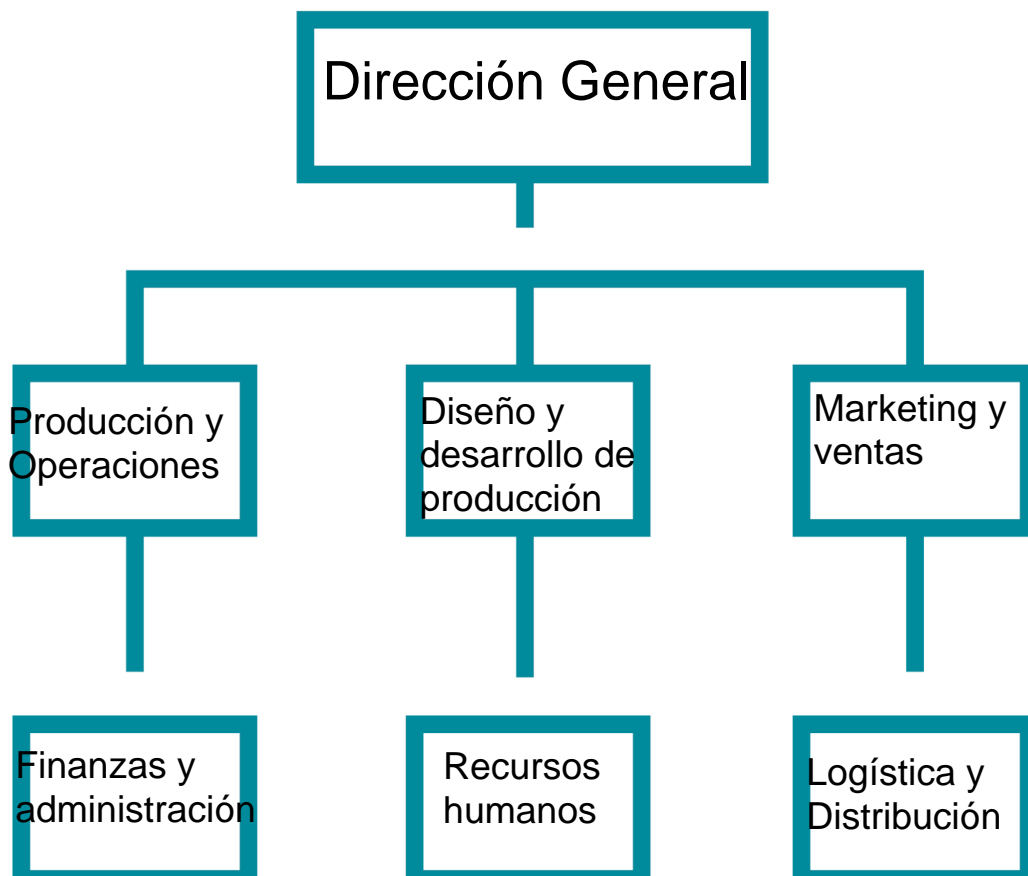 Dirección General
Producción y
Operaciones
Diseño y
desarrollo de
producción
Marketing y
ventas
Finanzas y
administración
Recursos
humanos
Logística y
Distribución